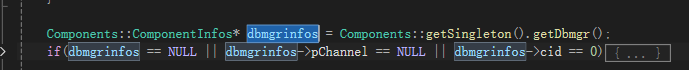 Components::ComponentInfos* dbmgrinfos = Components::getSingleton().getDbmgr();
if(dbmgrinfos == NULL || dbmgrinfos->pChannel == NULL || dbmgrinfos->cid == 0){ ... }